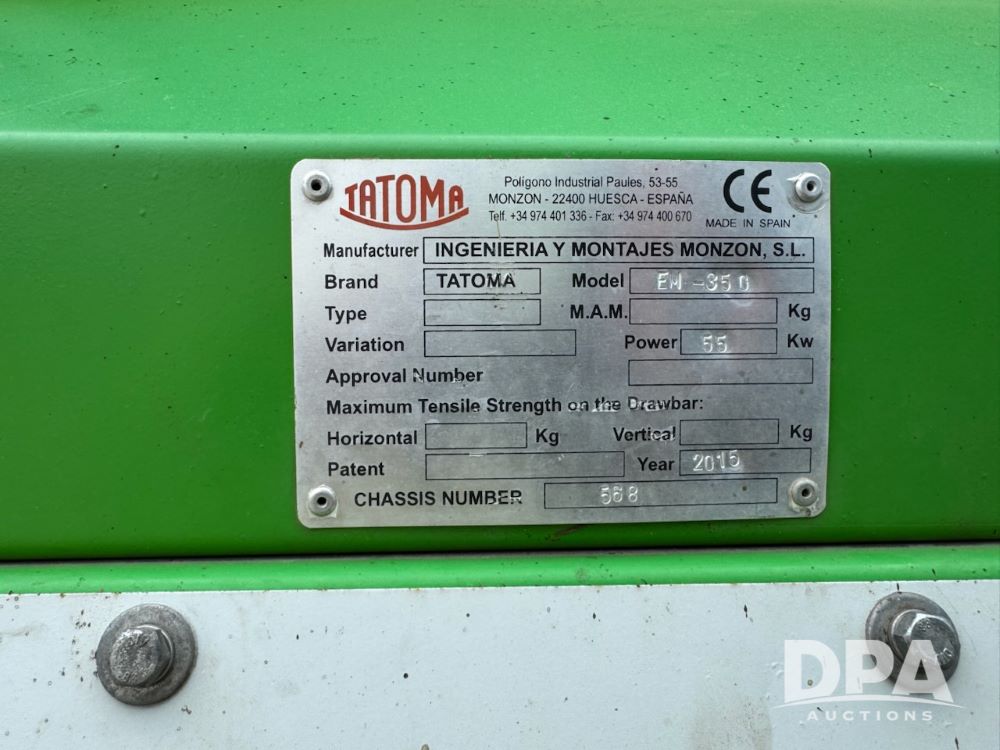 TATOMA
Polígono Industrial Paules, 53-55
MONZON - 22400 HUESCA - ESPAÑA
Telf. +34 974 401 336 - Fax: +34 974 400 670
CE
MADE IN SPAIN
Manufacturer INGENIERIA Y MONTAJES MONZON, S.L.
Brand TATOMA Model EM-350
Type M.A.M. Kg
Variation Power 55 Kw
Approval Number
Maximum Tensile Strength on the Drawbar:
Horizontal Kg Vertical Kg
Patent Year 2015
CHASSIS NUMBER 568
DPA
AUCTIONS